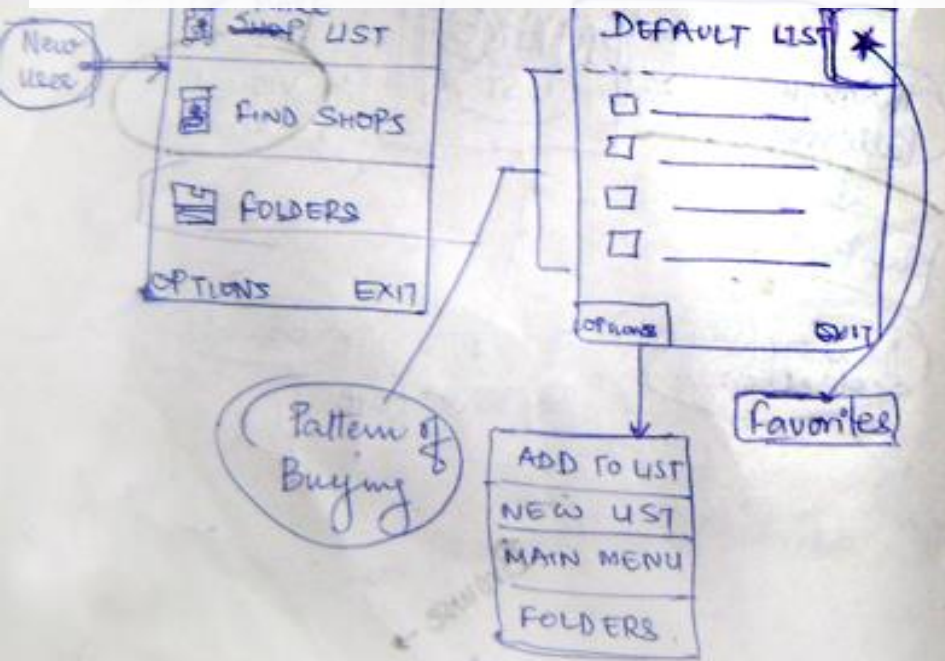 New
User
LIST
FIND SHOPS
FOLDERS
OPTIONS EXIT
DEFAULT LIST
OPTIONS EXIT
Favorites
Pattern of
Buying
ADD TO LIST
NEW LIST
MAIN MENU
FOLDERS